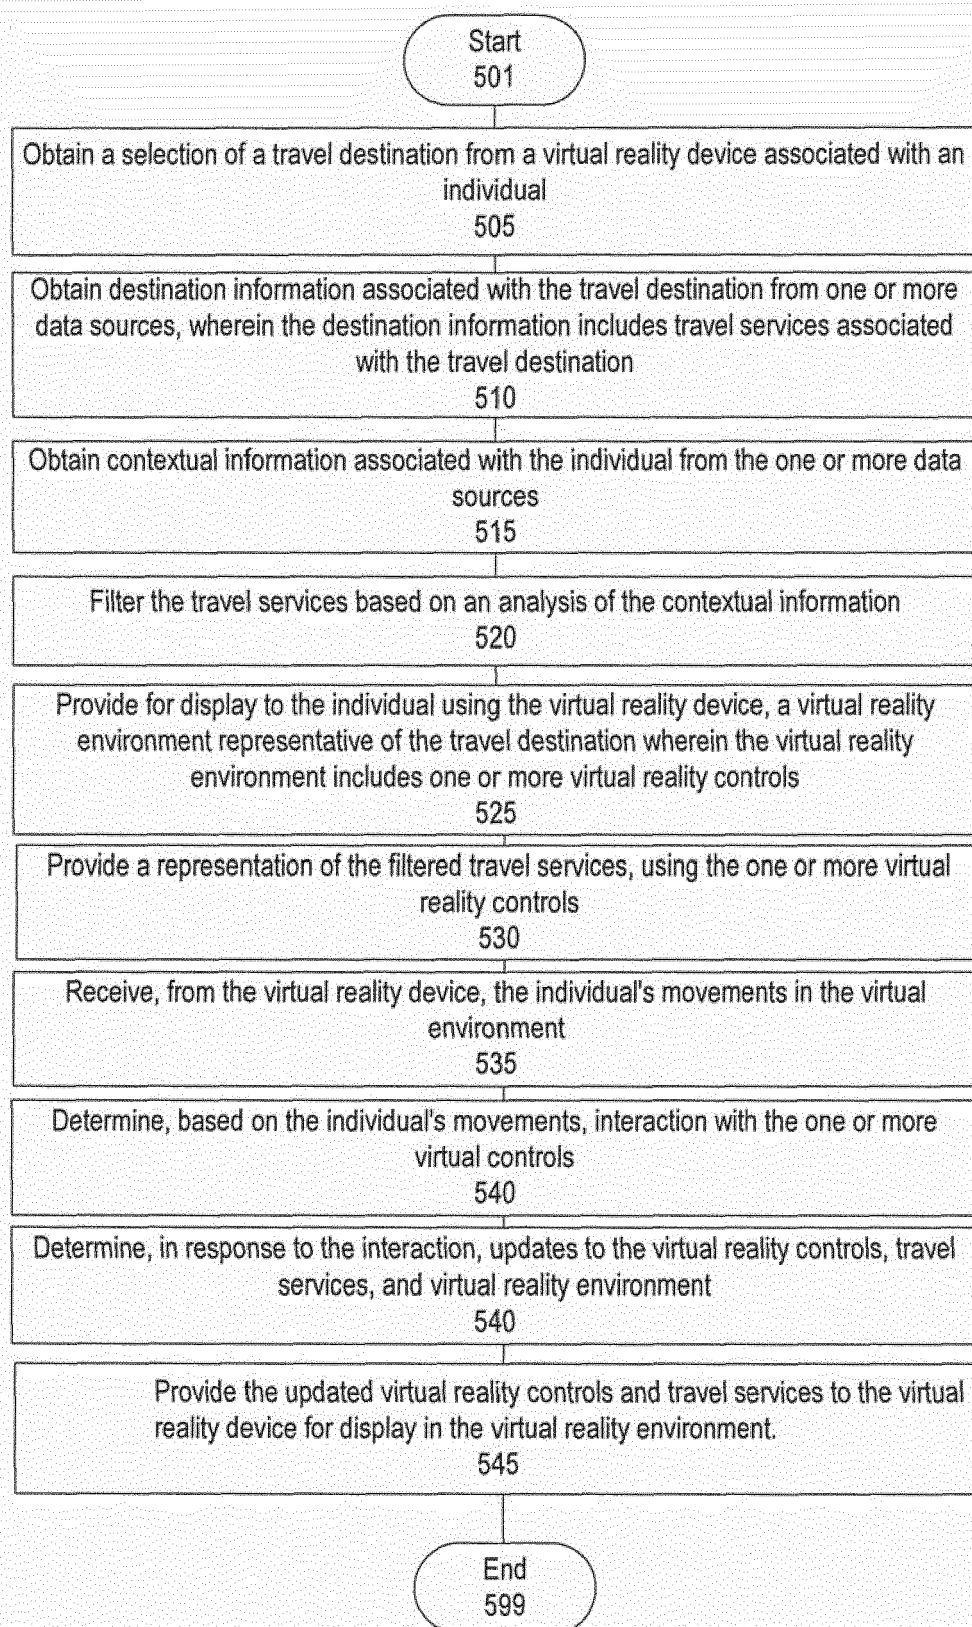 Start
501
Obtain a selection of a travel destination from a virtual reality device associated with an
individual
505
Obtain destination information associated with the travel destination from one or more
data sources, wherein the destination information includes travel services associated
with the travel destination
510
Obtain contextual information associated with the individual from the one or more data
sources
515
Filter the travel services based on an analysis of the contextual information
520
Provide for display to the individual using the virtual reality device, a virtual reality
environment representative of the travel destination wherein the virtual reality
environment includes one or more virtual reality controls
525
Provide a representation of the filtered travel services, using the one or more virtual
reality controls
530
Receive, from the virtual reality device, the individual's movements in the virtual
environment
535
Determine, based on the individual's movements, interaction with the one or more
virtual controls
540
Determine, in response to the interaction, updates to the virtual reality controls, travel
services, and virtual reality environment
540
Provide the updated virtual reality controls and travel services to the virtual
reality device for display in the virtual reality environment.
545
End
599